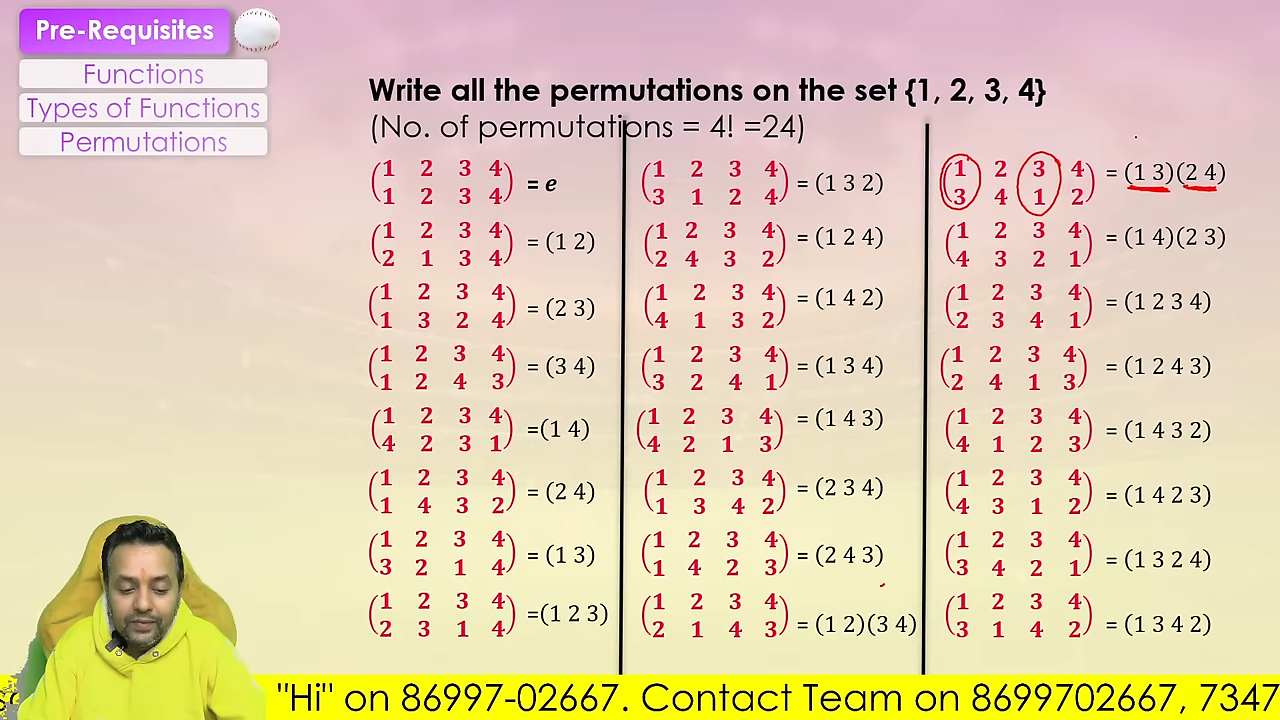 Pre-Requisites
Functions
Types of Functions
Permutations
Write all the permutations on the set {1, 2, 3, 4}
(No. of permutations = 4! =24)
(1 2 3 4
1 2 3 4) = e
(1 2 3 4
2 1 3 4) = (1 2)
(1 2 3 4
1 3 2 4) = (2 3)
(1 2 3 4
1 2 4 3) = (3 4)
(1 2 3 4
4 2 3 1) =(1 4)
(1 2 3 4
1 4 3 2) = (2 4)
(1 2 3 4
3 2 1 4) = (1 3)
(1 2 3 4
2 3 1 4) =(1 2 3)
(1 2 3 4
3 1 2 4) = (1 3 2)
(1 2 3 4
2 4 3 2) = (1 2 4)
(1 2 3 4
4 1 3 2) = (1 4 2)
(1 2 3 4
3 2 4 1) = (1 3 4)
(1 2 3 4
4 2 1 3) = (1 4 3)
(1 2 3 4
1 3 4 2) = (2 3 4)
(1 2 3 4
1 4 2 3) = (2 4 3)
(1 2 3 4
2 1 4 3) = (1 2)(3 4)
(1 2 3 4
3 4 1 2) = (1 3)(2 4)
(1 2 3 4
4 3 2 1) = (1 4)(2 3)
(1 2 3 4
2 3 4 1) = (1 2 3 4)
(1 2 3 4
2 4 1 3) = (1 2 4 3)
(1 2 3 4
4 1 2 3) = (1 4 3 2)
(1 2 3 4
4 3 1 2) = (1 4 2 3)
(1 2 3 4
3 4 2 1) = (1 3 2 4)
(1 2 3 4
3 1 4 2) = (1 3 4 2)
"Hi" on 86997-02667. Contact Team on 8699702667, 7347